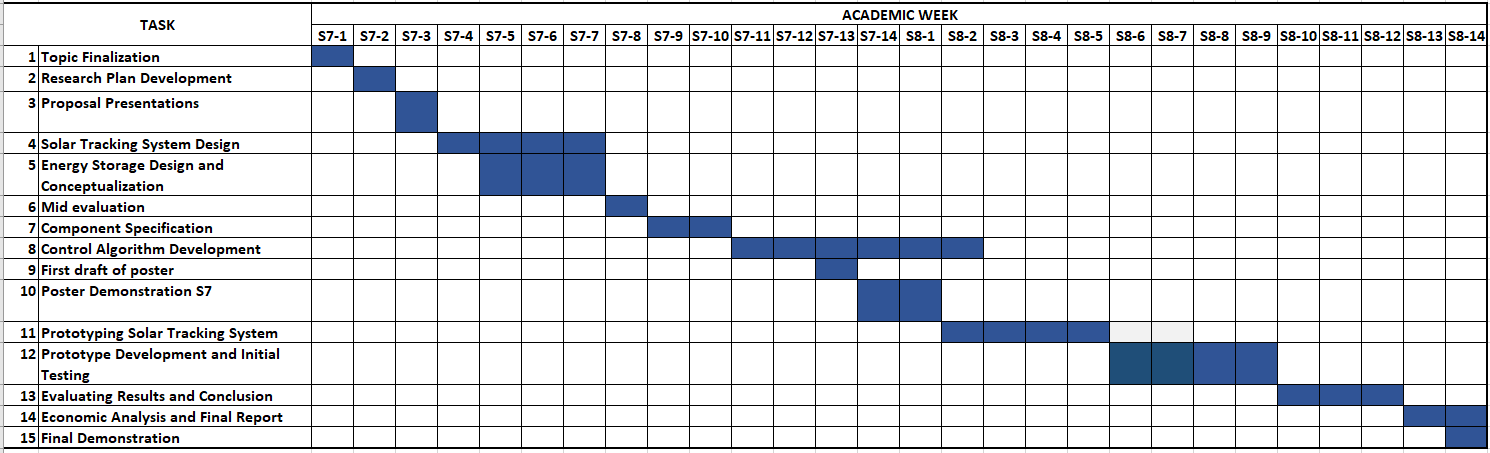 TASK
ACADEMIC WEEK
S7-1 S7-2 S7-3 S7-4 S7-5 S7-6 S7-7 S7-8 S7-9 S7-10 S7-11 S7-12 S7-13 S7-14 S8-1 S8-2 S8-3 S8-4 S8-5 S8-6 S8-7 S8-8 S8-9 S8-10 S8-11 S8-12 S8-13 S8-14
1 Topic Finalization
2 Research Plan Development
3 Proposal Presentations
4 Solar Tracking System Design
5 Energy Storage Design and
Conceptualization
6 Mid evaluation
7 Component Specification
8 Control Algorithm Development
9 First draft of poster
10 Poster Demonstration S7
11 Prototyping Solar Tracking System
12 Prototype Development and Initial
Testing
13 Evaluating Results and Conclusion
14 Economic Analysis and Final Report
15 Final Demonstration